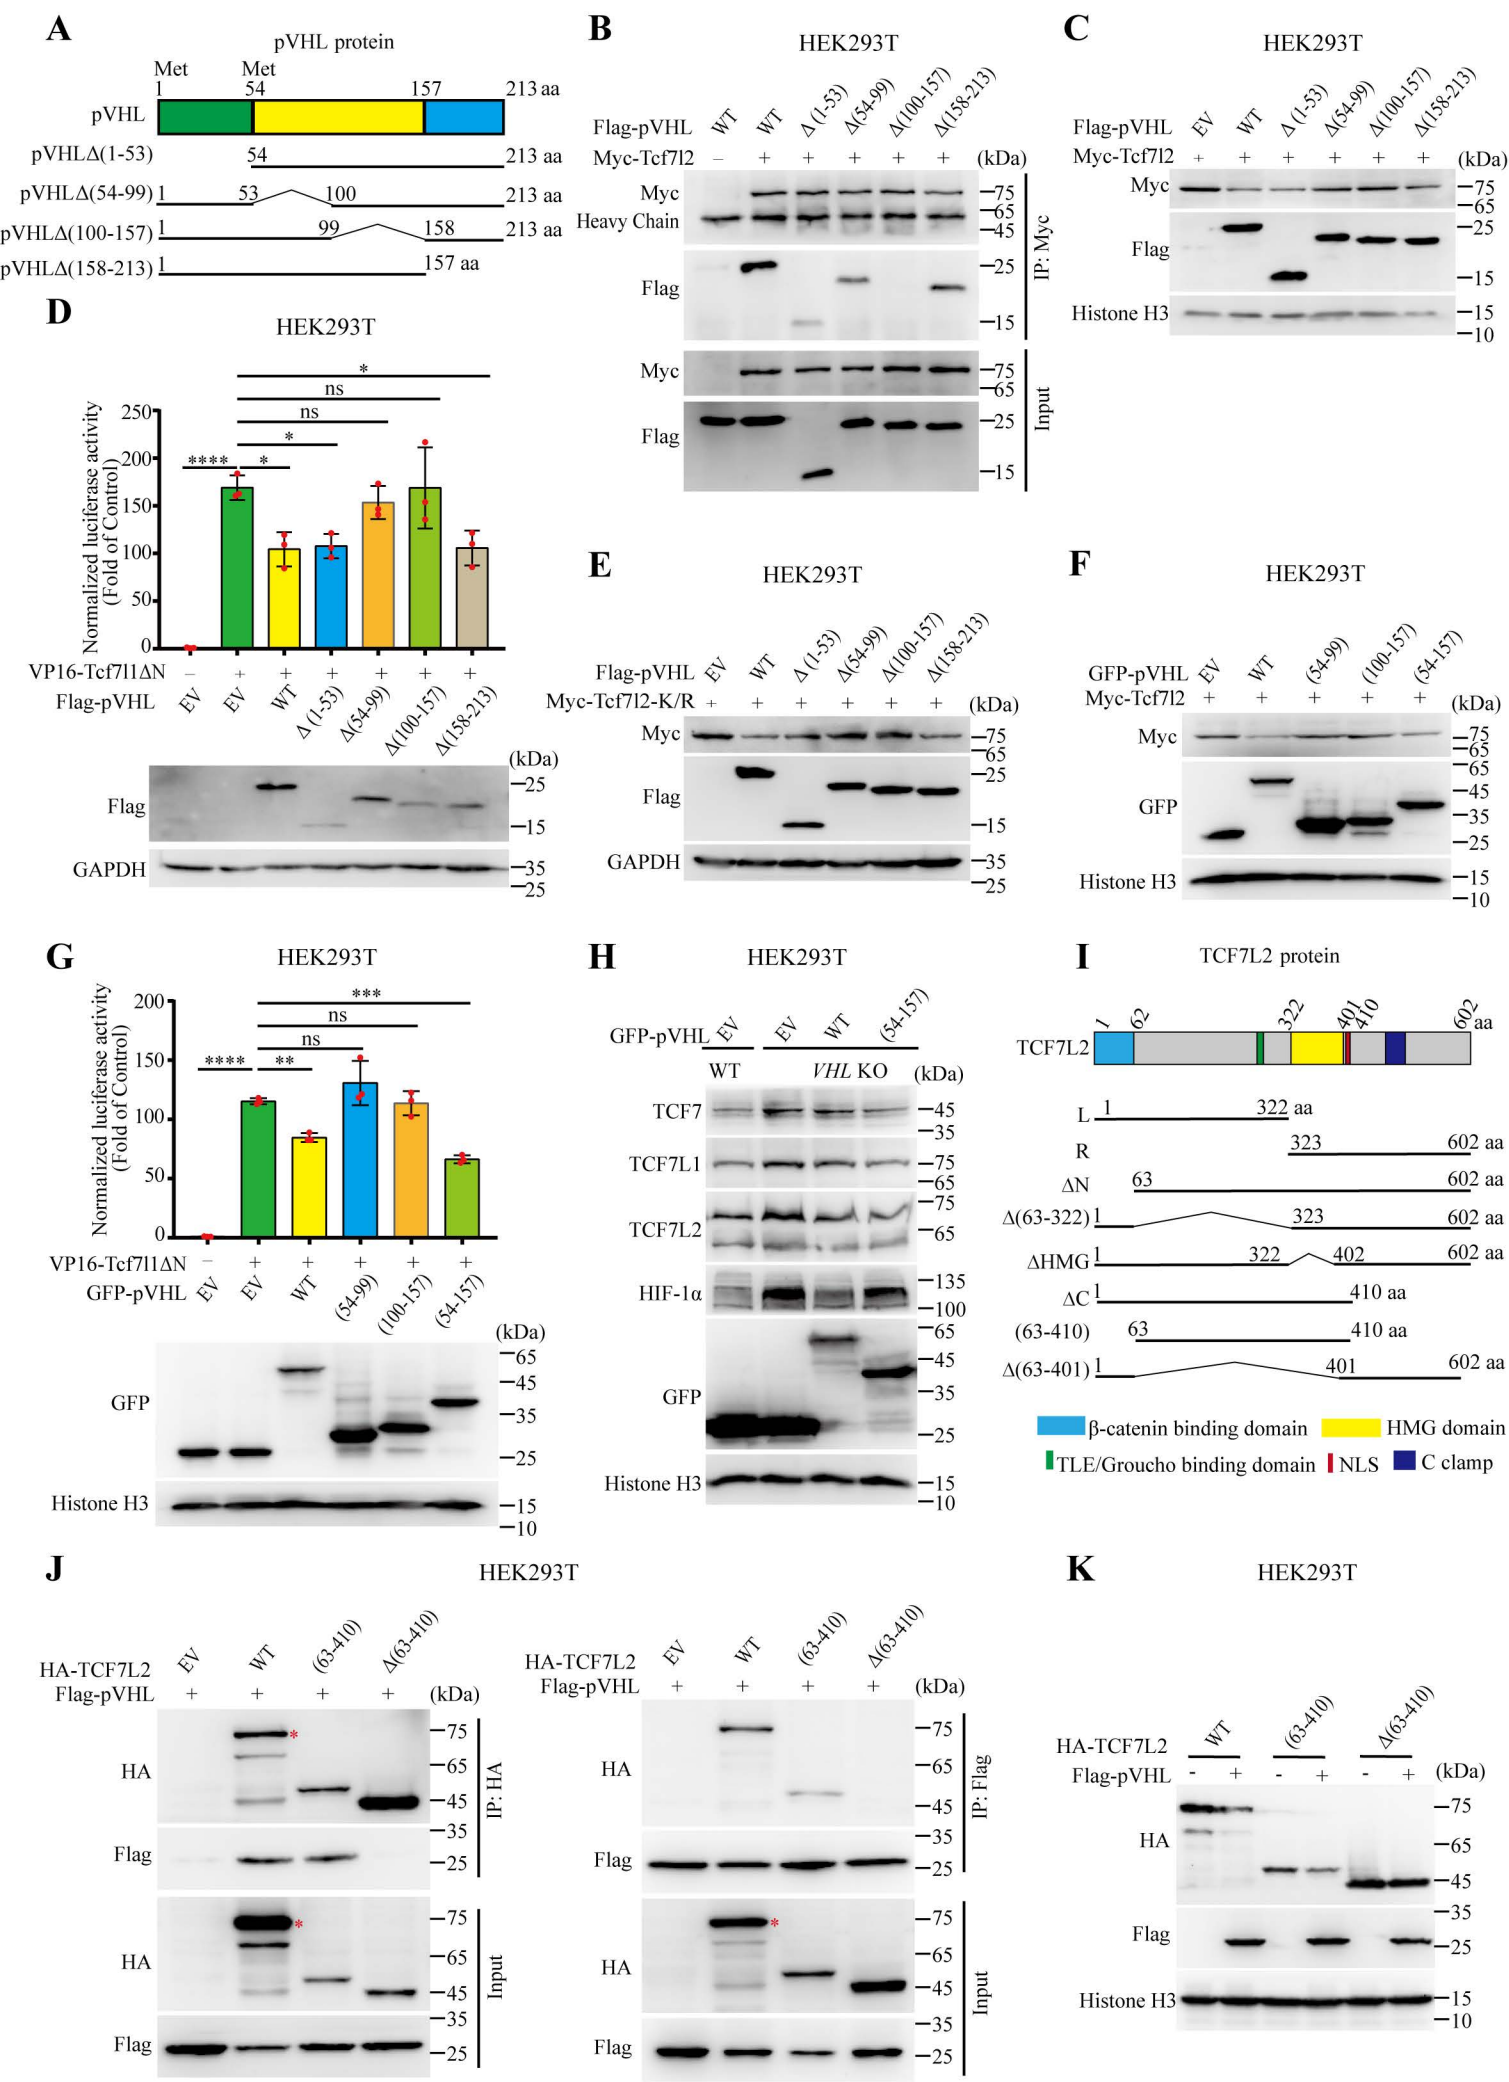 A
pVHL protein
Met Met
1 54 157 213 aa
pVHL
pVHLΔ(1-53) 54 213 aa
pVHLΔ(54-99) 1 53 100 213 aa
pVHLΔ(100-157) 1 99 158 213 aa
pVHLΔ(158-213) 1 157 aa
B
HEK293T
Flag-pVHL WT WT Δ(1-53) Δ(54-99) Δ(100-157) Δ(158-213)
Myc-Tcf7l2 – + + + + + (kDa)
Myc 75
65
Heavy Chain 45
Flag 25
15
IP: Myc
Myc 75
65
Flag 25
15
Input
C
HEK293T
Flag-pVHL EV WT Δ(1-53) Δ(54-99) Δ(100-157) Δ(158-213)
Myc-Tcf7l2 + + + + + + (kDa)
Myc 75
65
Flag 25
15
Histone H3 15
10
D
HEK293T
Normalized luciferase activity
(Fold of Control)
250
200
150
100
50
0
*
ns
ns
*
**** *
VP16-Tcf7l1ΔN – + + + + + +
Flag-pVHL EV EV WT Δ(1-53) Δ(54-99) Δ(100-157) Δ(158-213)
(kDa)
Flag 25
15
GAPDH 35
25
E
HEK293T
Flag-pVHL EV WT Δ(1-53) Δ(54-99) Δ(100-157) Δ(158-213)
Myc-Tcf7l2-K/R + + + + + + (kDa)
Myc 75
65
Flag 25
15
GAPDH 35
25
F
HEK293T
GFP-pVHL EV WT (54-99) (100-157) (54-157)
Myc-Tcf7l2 + + + + + (kDa)
Myc 75
65
GFP 65
45
35
25
Histone H3 15
10
G
HEK293T
Normalized luciferase activity
(Fold of Control)
200
150
100
50
0
***
ns
ns
**** **
VP16-Tcf7l1ΔN – + + + + +
GFP-pVHL EV EV WT (54-99) (100-157) (54-157)
(kDa)
GFP 65
45
35
25
Histone H3 15
10
H
HEK293T
GFP-pVHL EV EV WT (54-157)
WT VHL KO (kDa)
TCF7 45
35
TCF7L1 75
65
TCF7L2 75
65
HIF-1α 135
100
GFP 65
45
35
25
Histone H3 15
10
I
TCF7L2 protein
1 62 322 401 410 602 aa
TCF7L2
L 1 322 aa
R 323 602 aa
ΔN 63 602 aa
Δ(63-322) 1 323 602 aa
ΔHMG 1 322 402 602 aa
ΔC 1 410 aa
(63-410) 63 410 aa
Δ(63-401) 1 401 602 aa
β-catenin binding domain HMG domain
TLE/Groucho binding domain NLS C clamp
J
HEK293T
HA-TCF7L2 EV WT (63-410) Δ(63-410)
Flag-pVHL + + + + (kDa)
HA 75
*
65
45
Flag 35
25
IP: HA
HA 75
*
65
45
Flag 35
25
Input
HA-TCF7L2 EV WT (63-410) Δ(63-410)
Flag-pVHL + + + + (kDa)
HA 75
65
45
Flag 35
25
IP: Flag
HA 75
*
65
45
Flag 35
25
Input
K
HEK293T
HA-TCF7L2 WT (63-410) Δ(63-410)
Flag-pVHL - + - + - + (kDa)
HA 75
65
45
Flag 35
25
Histone H3 15
10